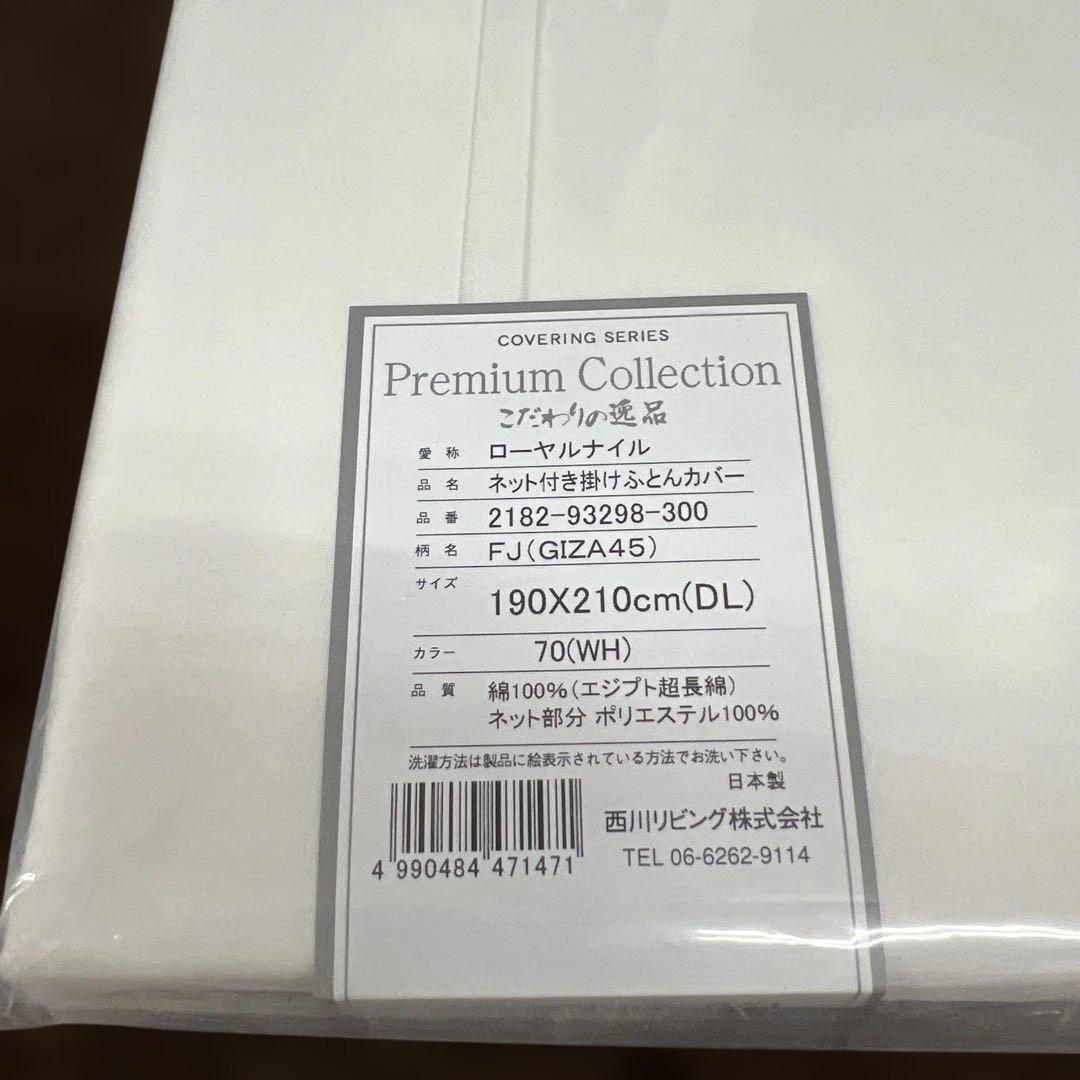 COVERING SERIES
Premium Collection
こだわりの逸品
愛称 ローヤルナイル
品名 ネット付き掛けふとんカバー
品番 2182-93298-300
柄名 FJ(GIZA45)
サイズ 190X210cm(DL)
カラー 70(WH)
品質 綿100%(エジプト超長綿)
ネット部分 ポリエステル100%
洗濯方法は製品に絵表示されている方法でお洗い下さい。
日本製
西川リビング株式会社
TEL 06-6262-9114
4 990484 471471